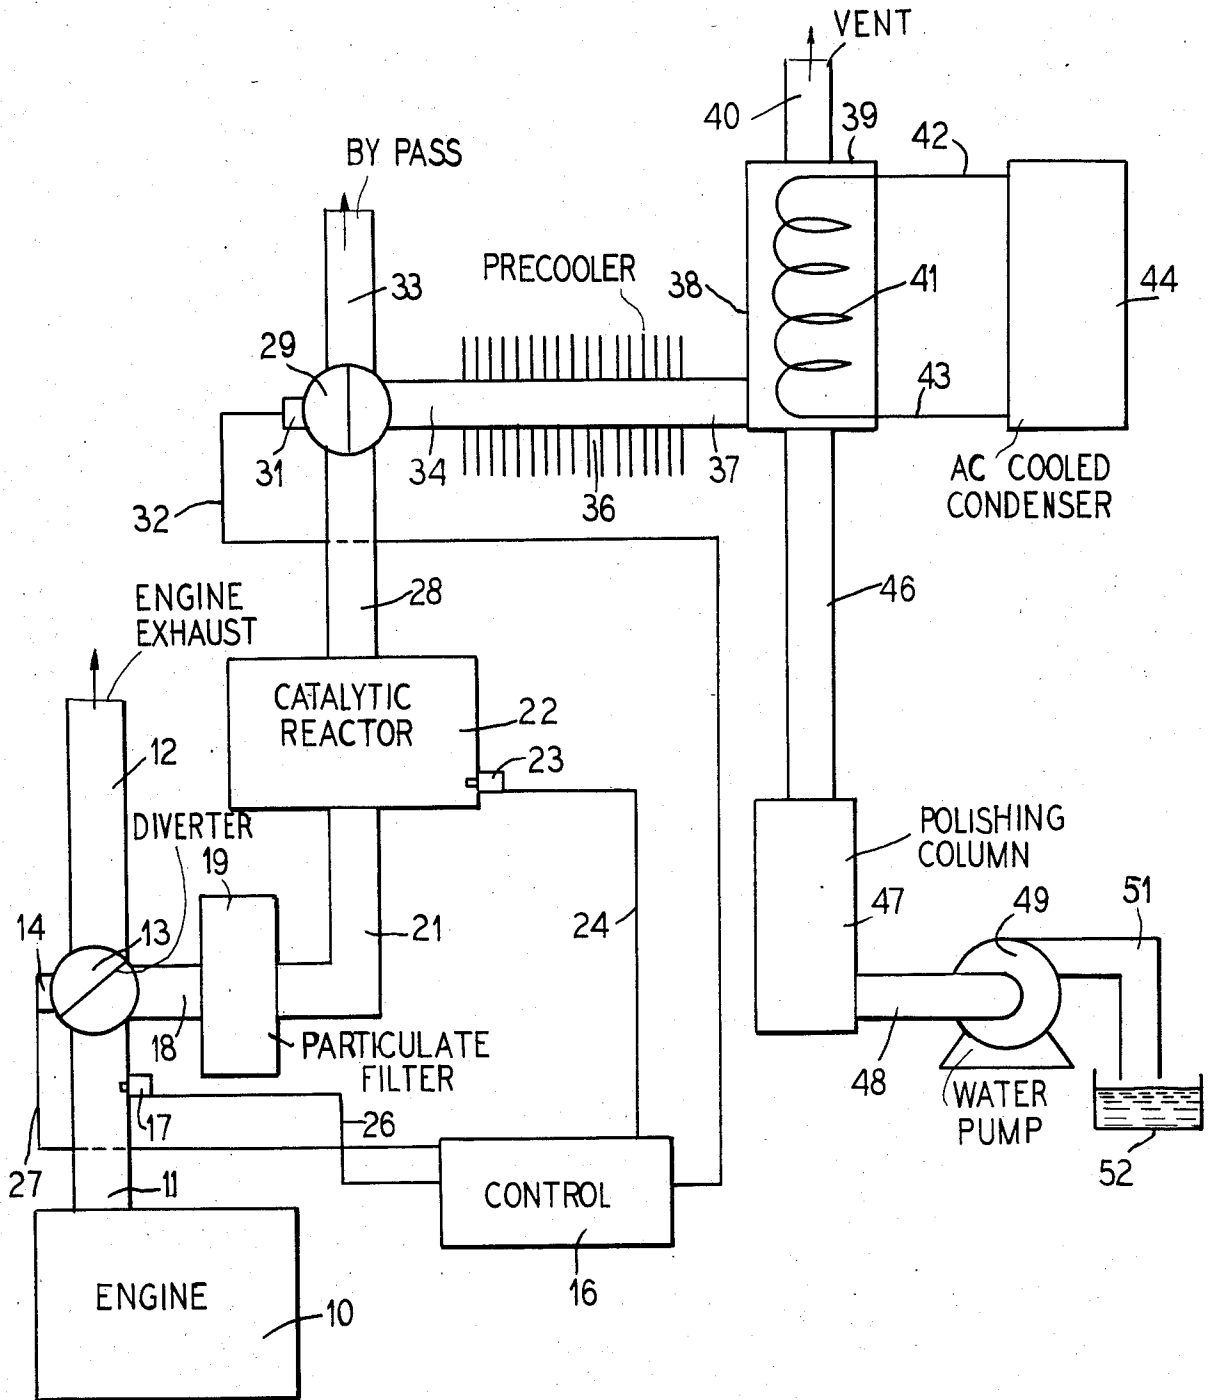 VENT
40
39
42
BY PASS
PRECOOLER
33
38
41
44
29
43
31
34
37
36
AC COOLED
CONDENSER
32
ENGINE
EXHAUST
28
46
CATALYTIC
REACTOR
22
23
12
DIVERTER
19
POLISHING
COLUMN
14
13
21
24
47
49
51
18
PARTICULATE
FILTER
48
WATER
PUMP
17
26
52
27
11
CONTROL
16
ENGINE
10